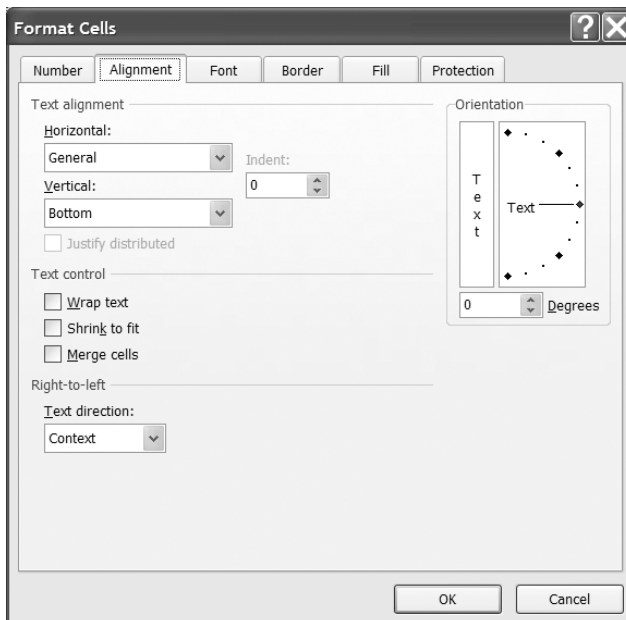 Format Cells
Number Alignment Font Border Fill Protection
Text alignment
Horizontal:
General
Indent:
0
Vertical:
Bottom
Justify distributed
Text control
Wrap text
Shrink to fit
Merge cells
Right-to-left
Text direction:
Context
Orientation
Text
Text
0 Degrees
OK Cancel